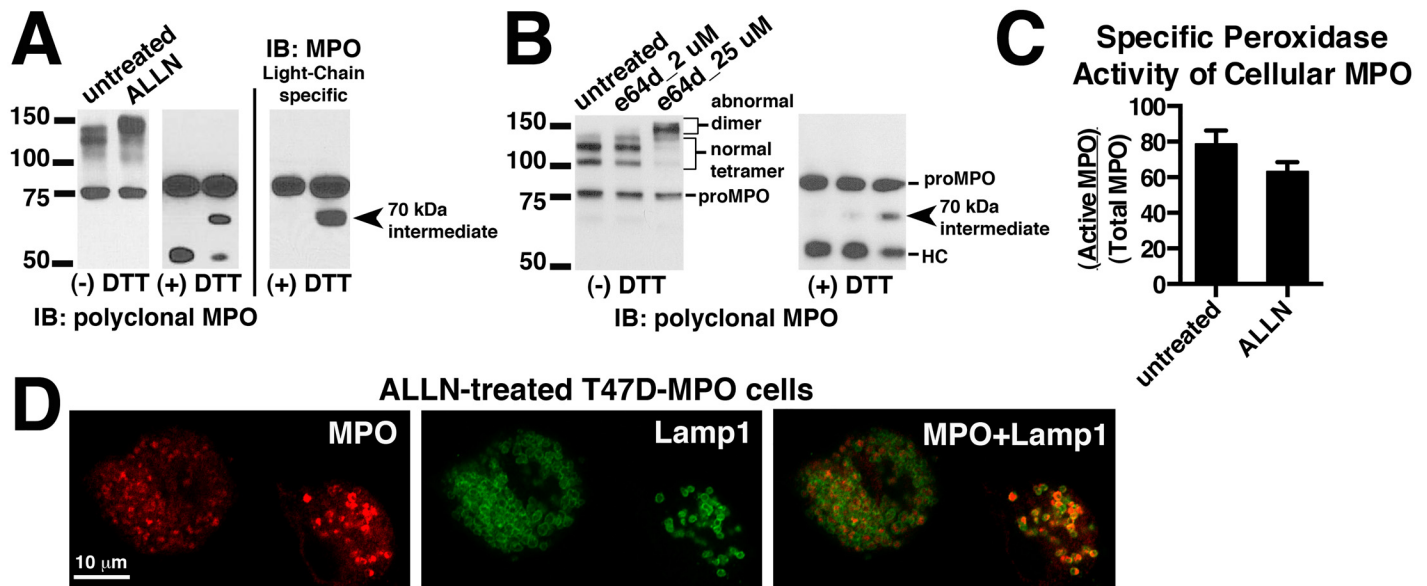 A
untreated
ALLN
IB: MPO
Light-Chain
specific
150
100
75
50
70 kDa
intermediate
(-) DTT
(+) DTT
(+) DTT
IB: polyclonal MPO
B
untreated
e64d_2 uM
e64d_25 uM
150
100
75
50
abnormal
dimer
normal
tetramer
proMPO
proMPO
70 kDa
intermediate
HC
(-) DTT
(+) DTT
IB: polyclonal MPO
C
Specific Peroxidase
Activity of Cellular MPO
(Active MPO)
(Total MPO)
100
80
60
40
20
0
untreated
ALLN
D
ALLN-treated T47D-MPO cells
MPO
Lamp1
MPO+Lamp1
10 μm